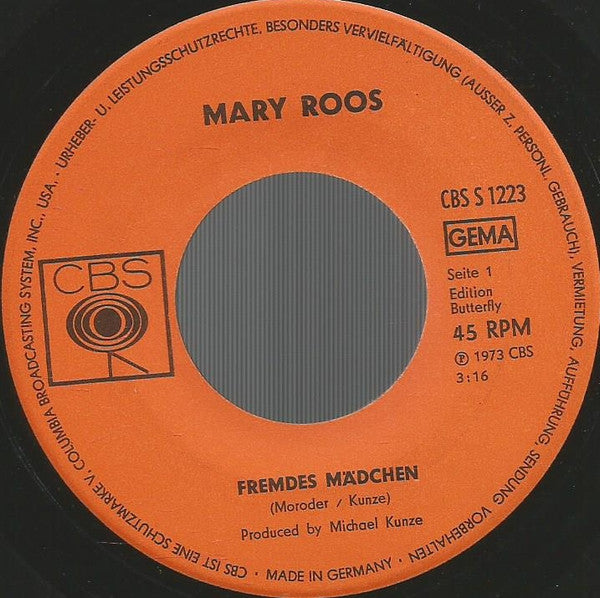 URHEBER- U. LEISTUNGSSCHUTZRECHTE, BESONDERS VERVIELFÄLTIGUNG (AUSSER Z. PERSÖNL. GEBRAUCH), VERMIETUNG, AUFFÜHRUNG, SENDUNG VORBEHALTEN
MARY ROOS
CBS S 1223
GEMA
CBS
Seite 1
Edition
Butterfly
45 RPM
Ⓟ 1973 CBS
3:16
FREMDES MÄDCHEN
(Moroder / Kunze)
Produced by Michael Kunze
• MADE IN GERMANY •
CBS IST EINE SCHUTZMARKE V. COLUMBIA BROADCASTING SYSTEM, INC., USA, •